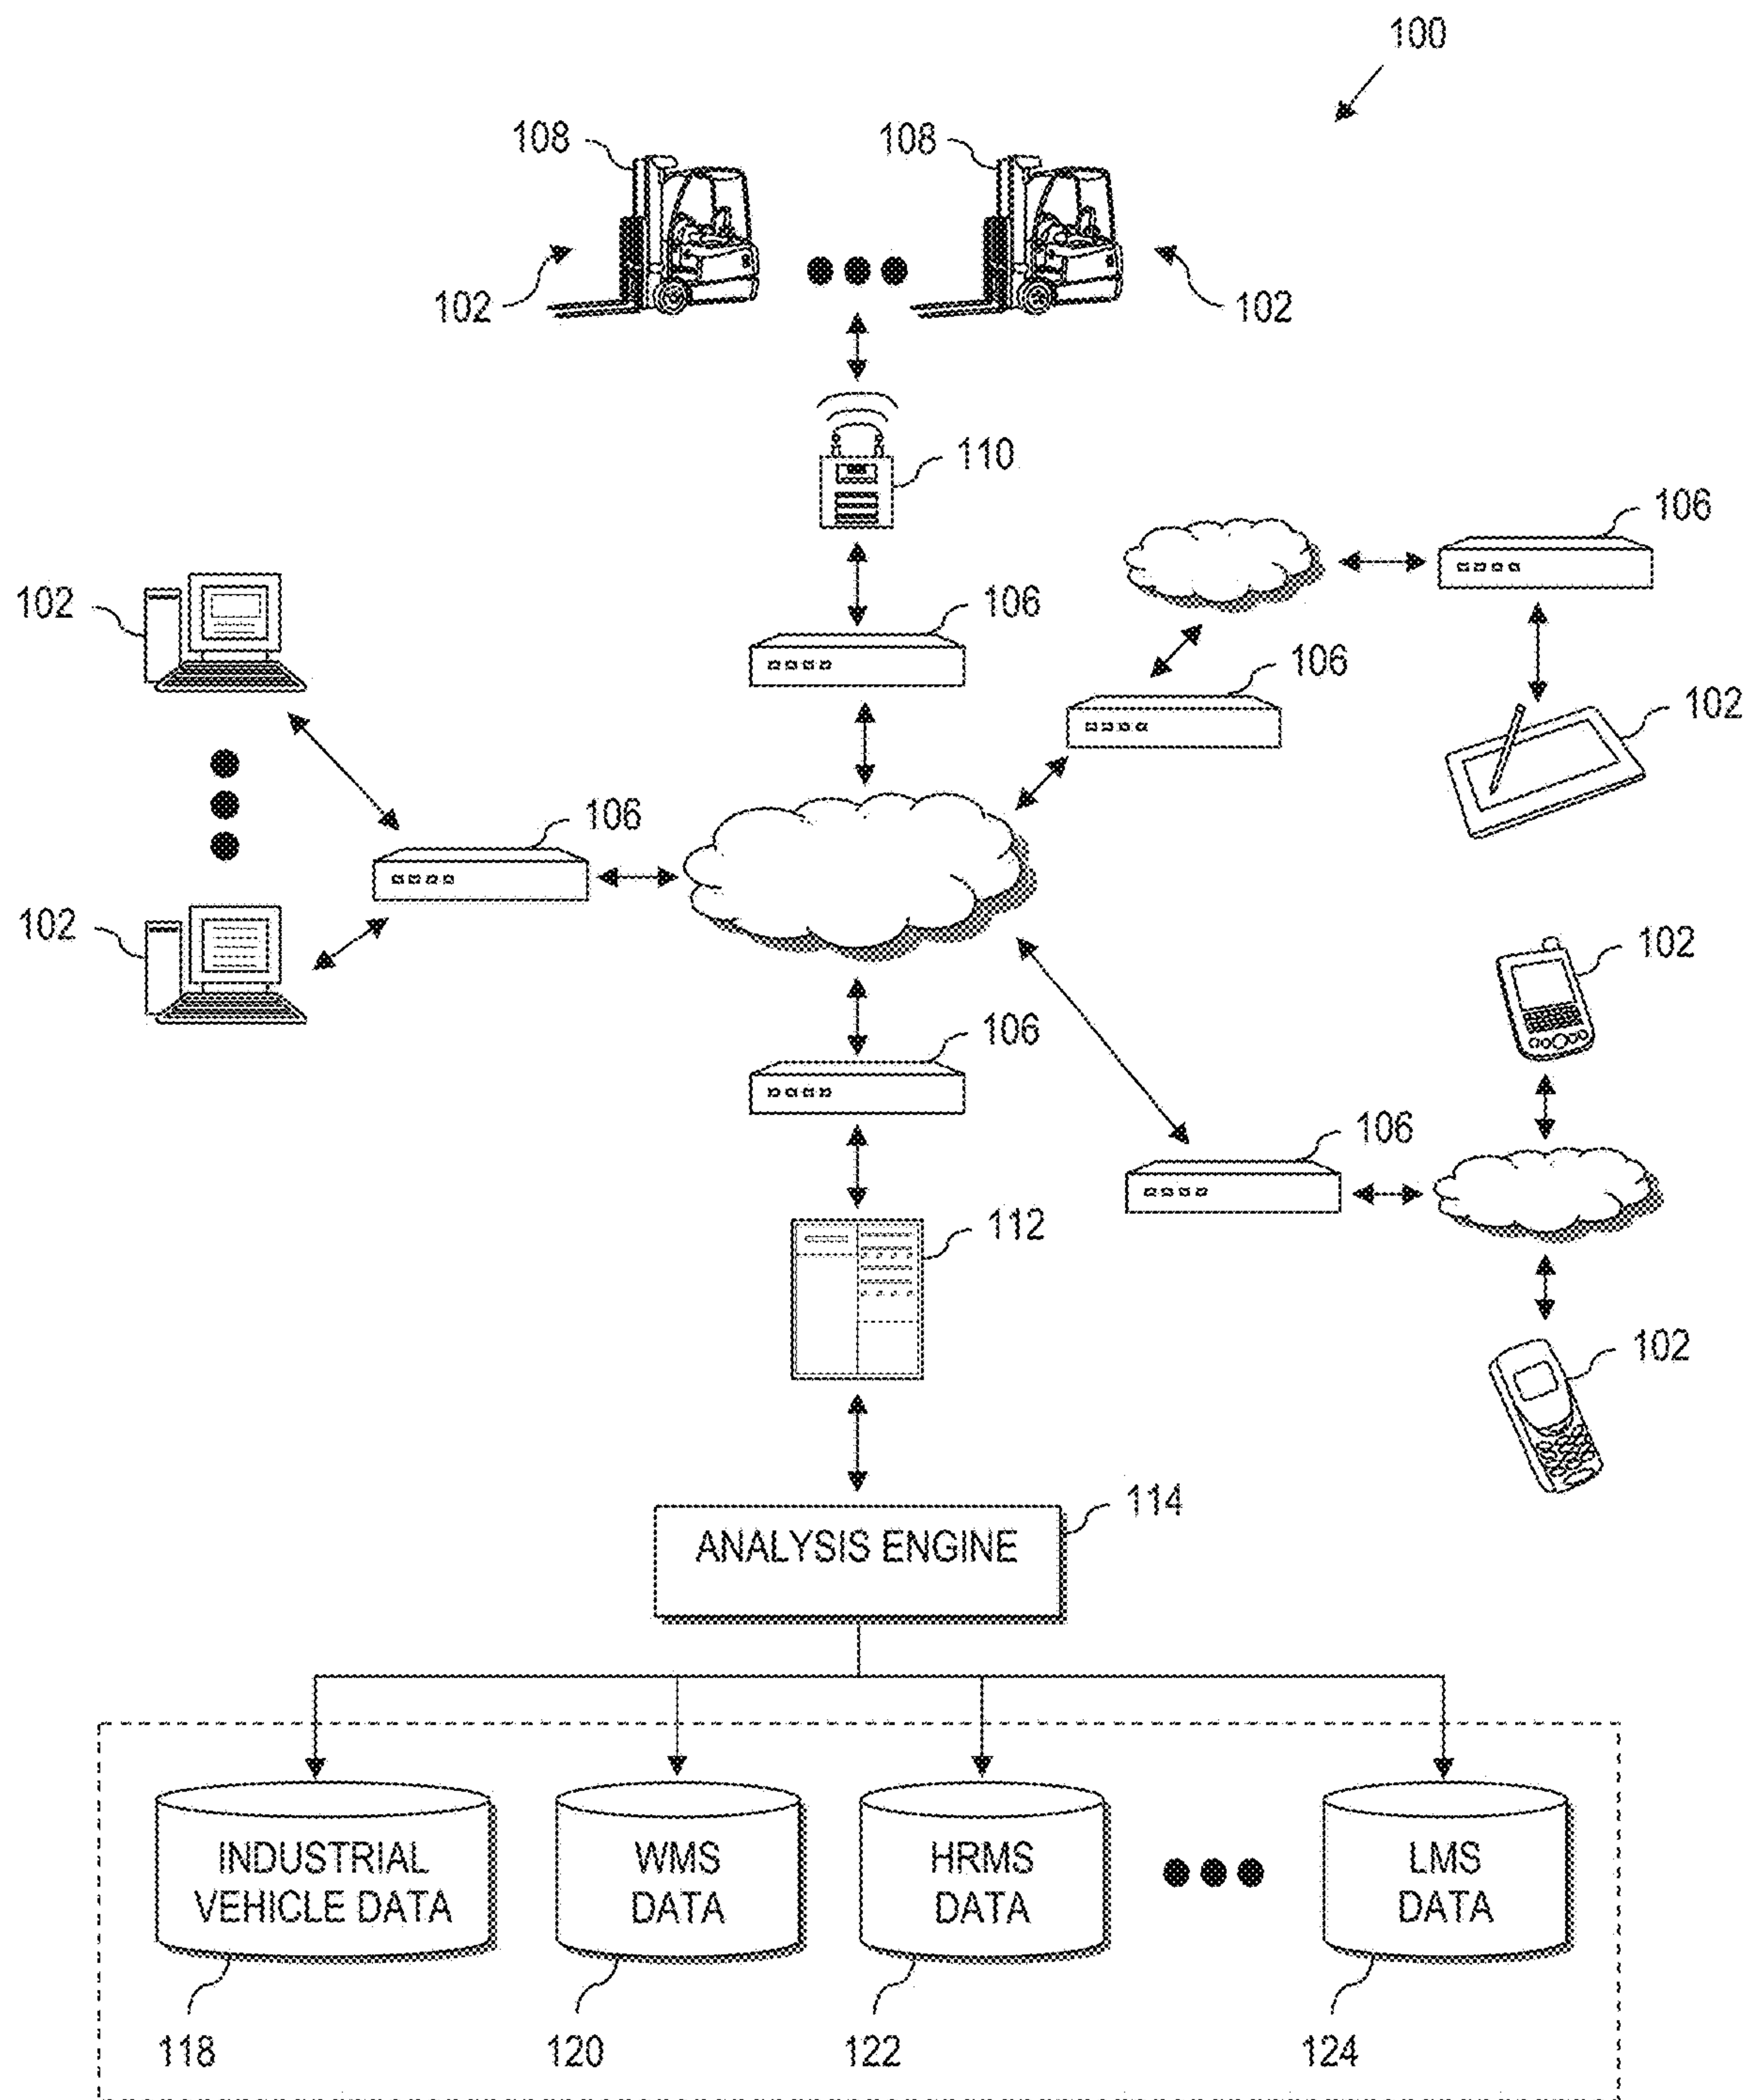 100
108
108
102
102
110
106
106
102
106
106
102
106
102
102
106
106
112
102
114
ANALYSIS ENGINE
INDUSTRIAL
VEHICLE DATA
WMS
DATA
HRMS
DATA
LMS
DATA
118
120
122
124